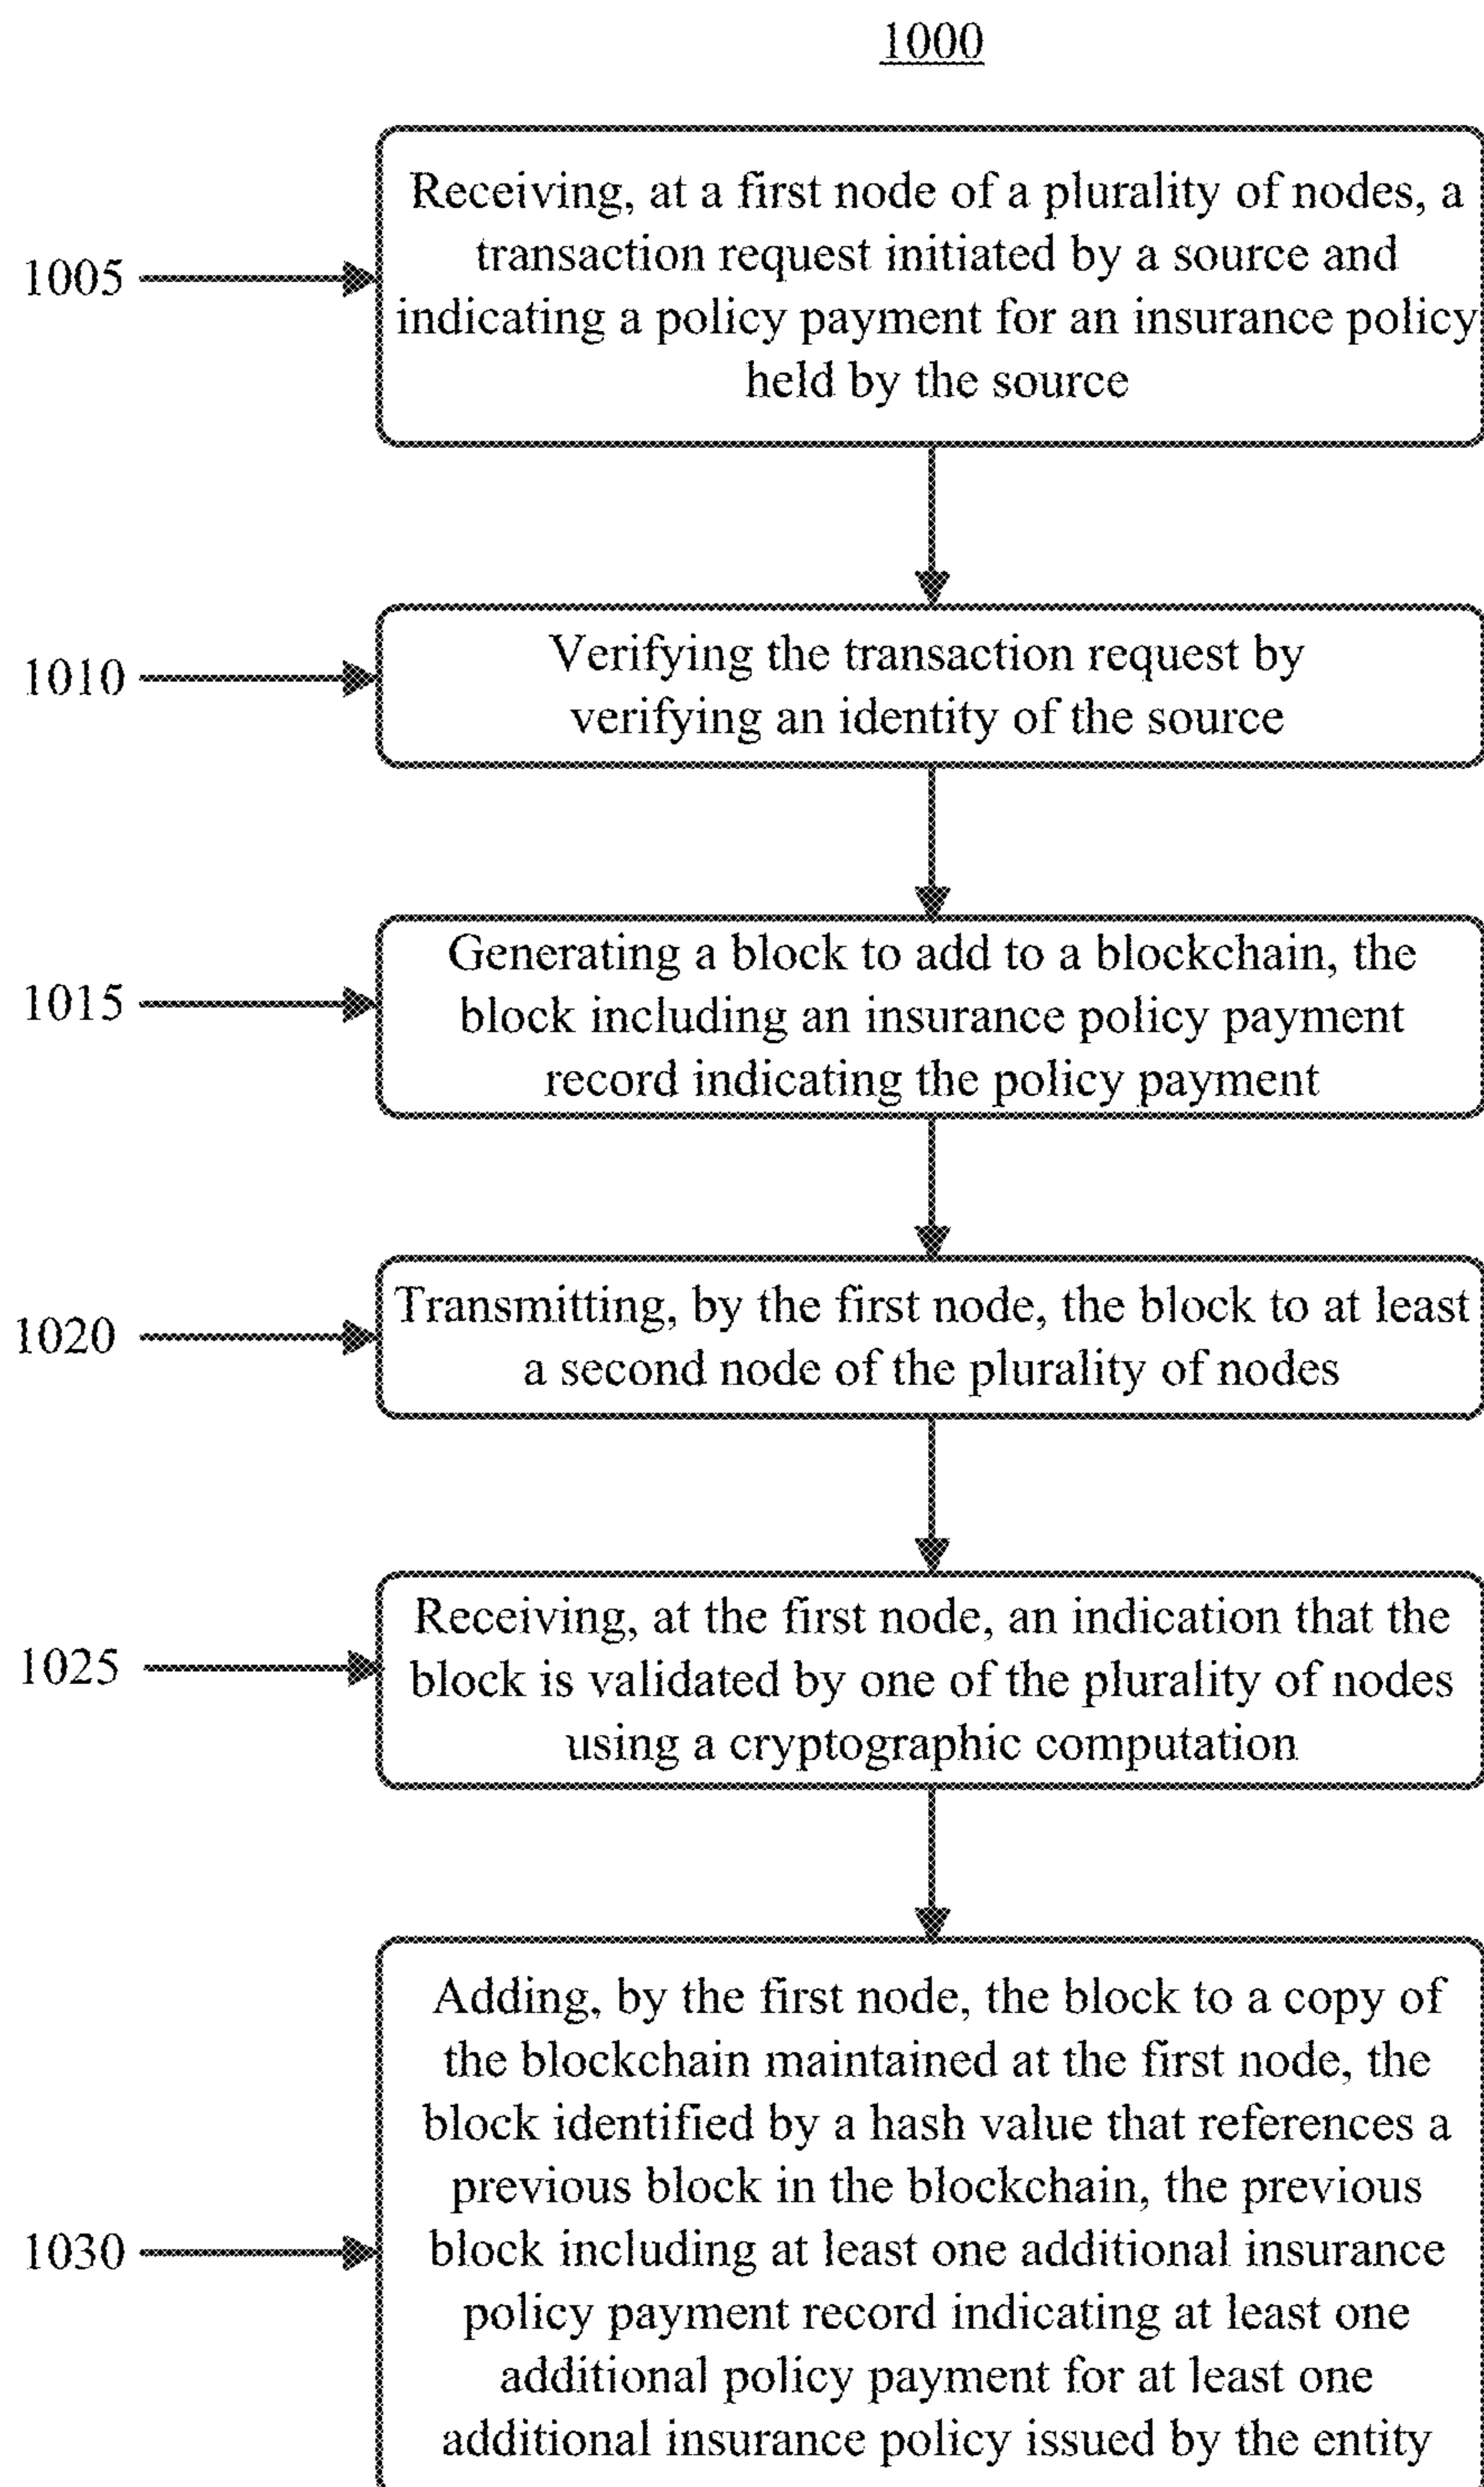 1000
1005
Receiving, at a first node of a plurality of nodes, a
transaction request initiated by a source and
indicating a policy payment for an insurance policy
held by the source
1010
Verifying the transaction request by
verifying an identity of the source
1015
Generating a block to add to a blockchain, the
block including an insurance policy payment
record indicating the policy payment
1020
Transmitting, by the first node, the block to at least
a second node of the plurality of nodes
1025
Receiving, at the first node, an indication that the
block is validated by one of the plurality of nodes
using a cryptographic computation
1030
Adding, by the first node, the block to a copy of
the blockchain maintained at the first node, the
block identified by a hash value that references a
previous block in the blockchain, the previous
block including at least one additional insurance
policy payment record indicating at least one
additional policy payment for at least one
additional insurance policy issued by the entity